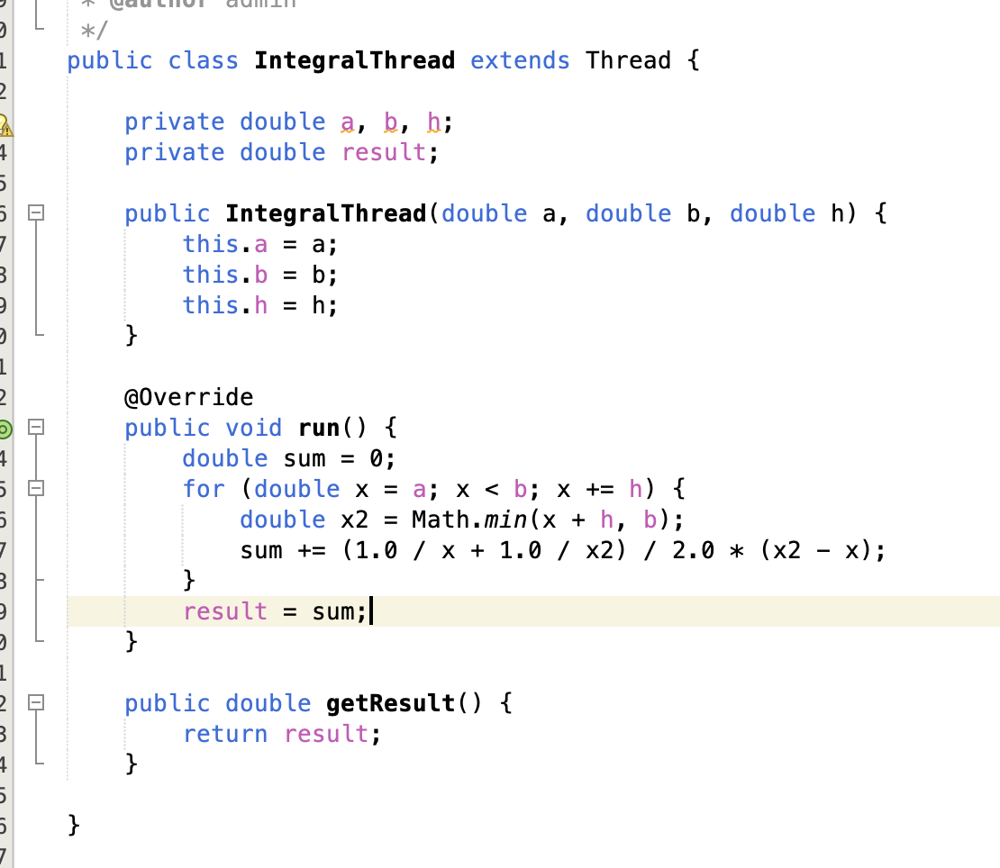 * @author admin
*/
public class IntegralThread extends Thread {
private double a, b, h;
private double result;
public IntegralThread(double a, double b, double h) {
this.a = a;
this.b = b;
this.h = h;
}
@Override
public void run() {
double sum = 0;
for (double x = a; x < b; x += h) {
double x2 = Math.min(x + h, b);
sum += (1.0 / x + 1.0 / x2) / 2.0 * (x2 - x);
}
result = sum;
}
public double getResult() {
return result;
}
}